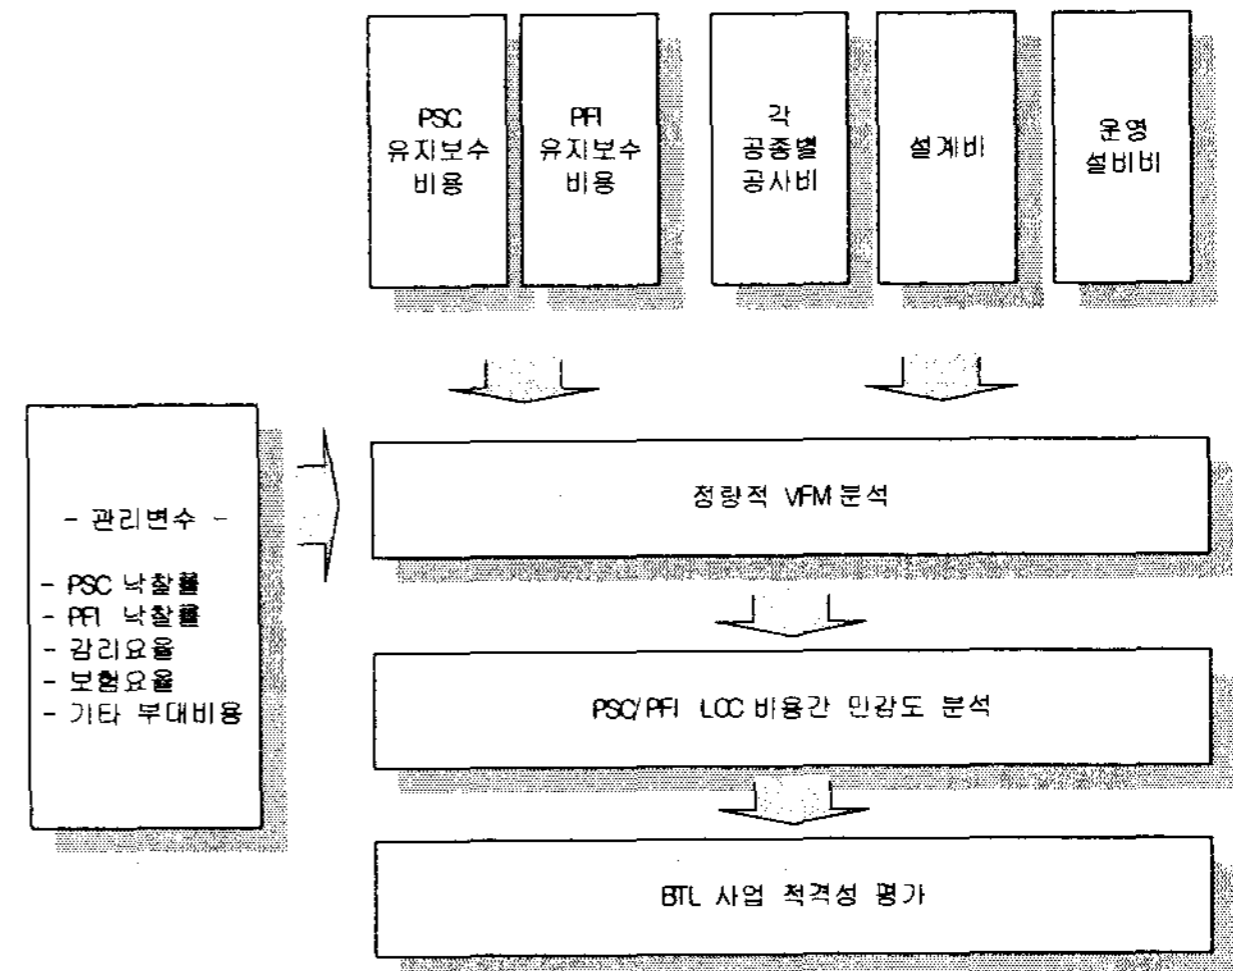 PSC
유지보수
비용
PFI
유지보수
비용
각
공종별
공사비
설계비
운영
설비비
- 관리변수 -
- PSC 낙찰률
- PFI 낙찰률
- 감리요율
- 보험요율
- 기타 부대비용
정량적 VFM 분석
PSC/PFI LCC 비용간 민감도 분석
BTL 사업 적격성 평가